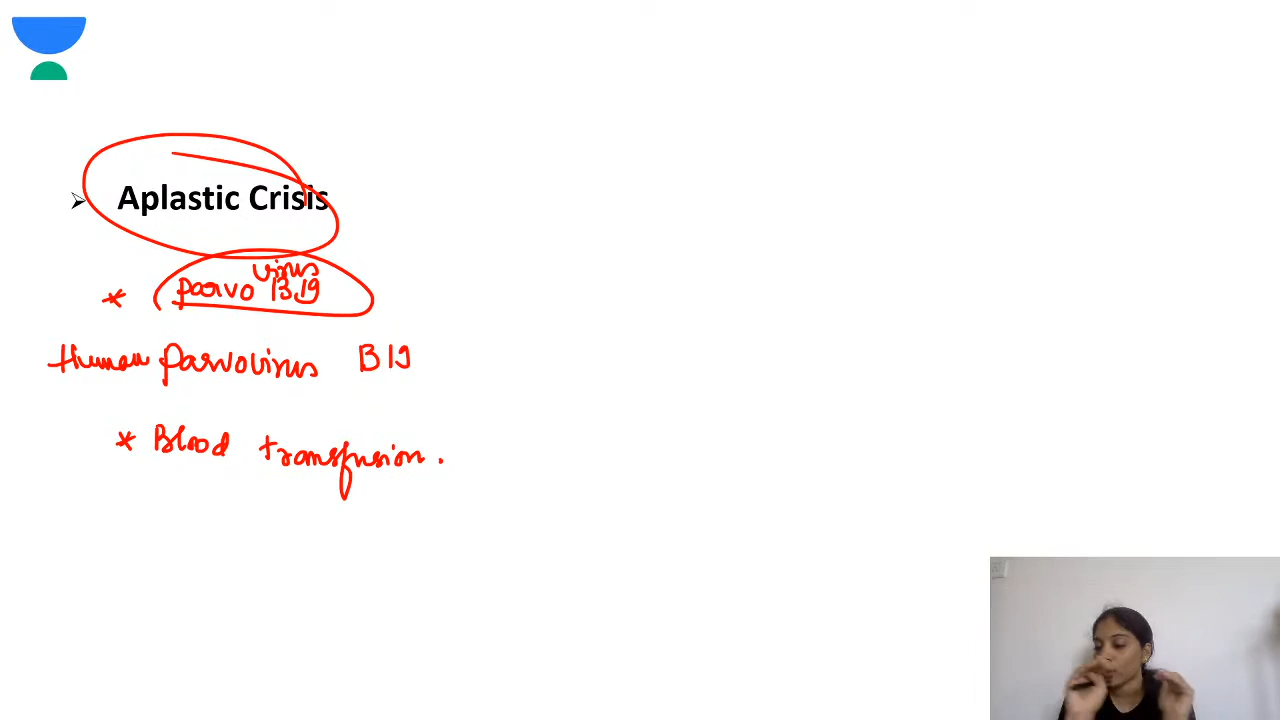 ➢ Aplastic Crisis
virus
* parvo B19
Human parvovirus B19
* Blood transfusion.